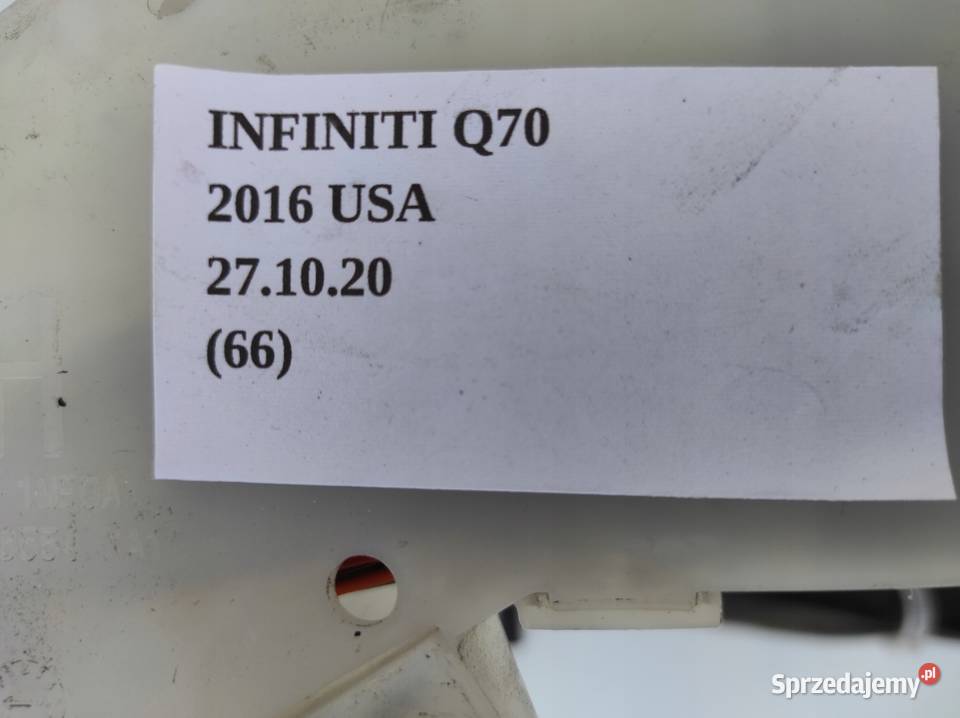 INFINITI Q70
2016 USA
27.10.20
(66)
Sprzedajemy.pl